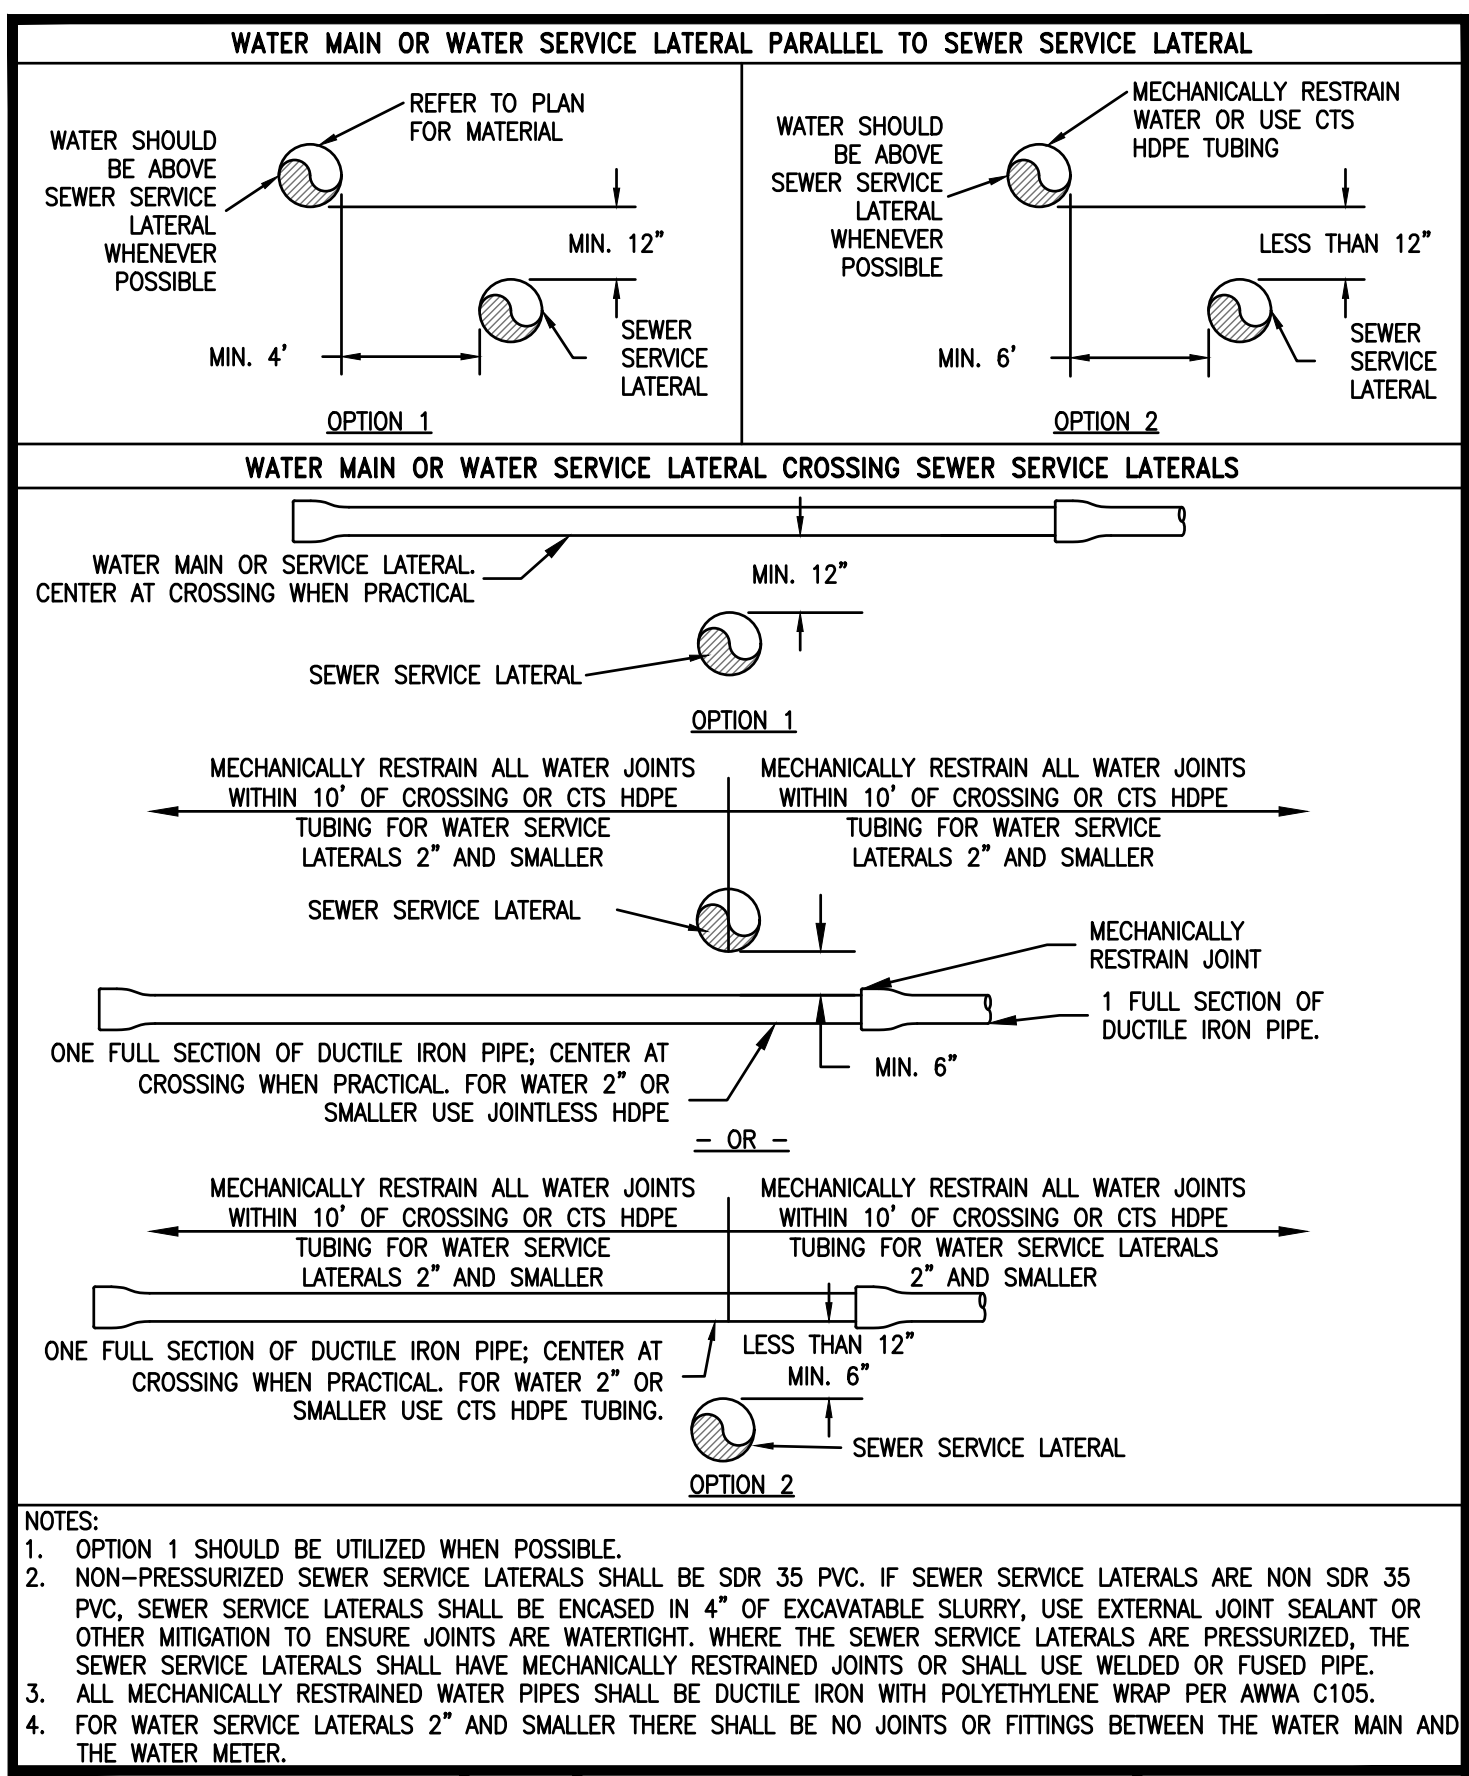 WATER MAIN OR WATER SERVICE LATERAL PARALLEL TO SEWER SERVICE LATERAL
WATER SHOULD
BE ABOVE
SEWER SERVICE
LATERAL
WHENEVER
POSSIBLE
REFER TO PLAN
FOR MATERIAL
MIN. 12"
MIN. 4'
SEWER
SERVICE
LATERAL
OPTION 1
WATER SHOULD
BE ABOVE
SEWER SERVICE
LATERAL
WHENEVER
POSSIBLE
MECHANICALLY RESTRAIN
WATER OR USE CTS
HDPE TUBING
LESS THAN 12"
MIN. 6'
SEWER
SERVICE
LATERAL
OPTION 2
WATER MAIN OR WATER SERVICE LATERAL CROSSING SEWER SERVICE LATERALS
WATER MAIN OR SERVICE LATERAL.
CENTER AT CROSSING WHEN PRACTICAL
MIN. 12"
SEWER SERVICE LATERAL
OPTION 1
MECHANICALLY RESTRAIN ALL WATER JOINTS
WITHIN 10' OF CROSSING OR CTS HDPE
TUBING FOR WATER SERVICE
LATERALS 2" AND SMALLER
MECHANICALLY RESTRAIN ALL WATER JOINTS
WITHIN 10' OF CROSSING OR CTS HDPE
TUBING FOR WATER SERVICE
LATERALS 2" AND SMALLER
SEWER SERVICE LATERAL
MECHANICALLY
RESTRAIN JOINT
1 FULL SECTION OF
DUCTILE IRON PIPE.
ONE FULL SECTION OF DUCTILE IRON PIPE; CENTER AT
CROSSING WHEN PRACTICAL. FOR WATER 2" OR
SMALLER USE JOINTLESS HDPE
MIN. 6"
- OR -
MECHANICALLY RESTRAIN ALL WATER JOINTS
WITHIN 10' OF CROSSING OR CTS HDPE
TUBING FOR WATER SERVICE
LATERALS 2" AND SMALLER
MECHANICALLY RESTRAIN ALL WATER JOINTS
WITHIN 10' OF CROSSING OR CTS HDPE
TUBING FOR WATER SERVICE LATERALS
2" AND SMALLER
ONE FULL SECTION OF DUCTILE IRON PIPE; CENTER AT
CROSSING WHEN PRACTICAL. FOR WATER 2" OR
SMALLER USE CTS HDPE TUBING.
LESS THAN 12"
MIN. 6"
SEWER SERVICE LATERAL
OPTION 2
NOTES:
1. OPTION 1 SHOULD BE UTILIZED WHEN POSSIBLE.
2. NON-PRESSURIZED SEWER SERVICE LATERALS SHALL BE SDR 35 PVC. IF SEWER SERVICE LATERALS ARE NON SDR 35
PVC, SEWER SERVICE LATERALS SHALL BE ENCASED IN 4" OF EXCAVATABLE SLURRY, USE EXTERNAL JOINT SEALANT OR
OTHER MITIGATION TO ENSURE JOINTS ARE WATERTIGHT. WHERE THE SEWER SERVICE LATERALS ARE PRESSURIZED, THE
SEWER SERVICE LATERALS SHALL HAVE MECHANICALLY RESTRAINED JOINTS OR SHALL USE WELDED OR FUSED PIPE.
3. ALL MECHANICALLY RESTRAINED WATER PIPES SHALL BE DUCTILE IRON WITH POLYETHYLENE WRAP PER AWWA C105.
4. FOR WATER SERVICE LATERALS 2" AND SMALLER THERE SHALL BE NO JOINTS OR FITTINGS BETWEEN THE WATER MAIN AND
THE WATER METER.